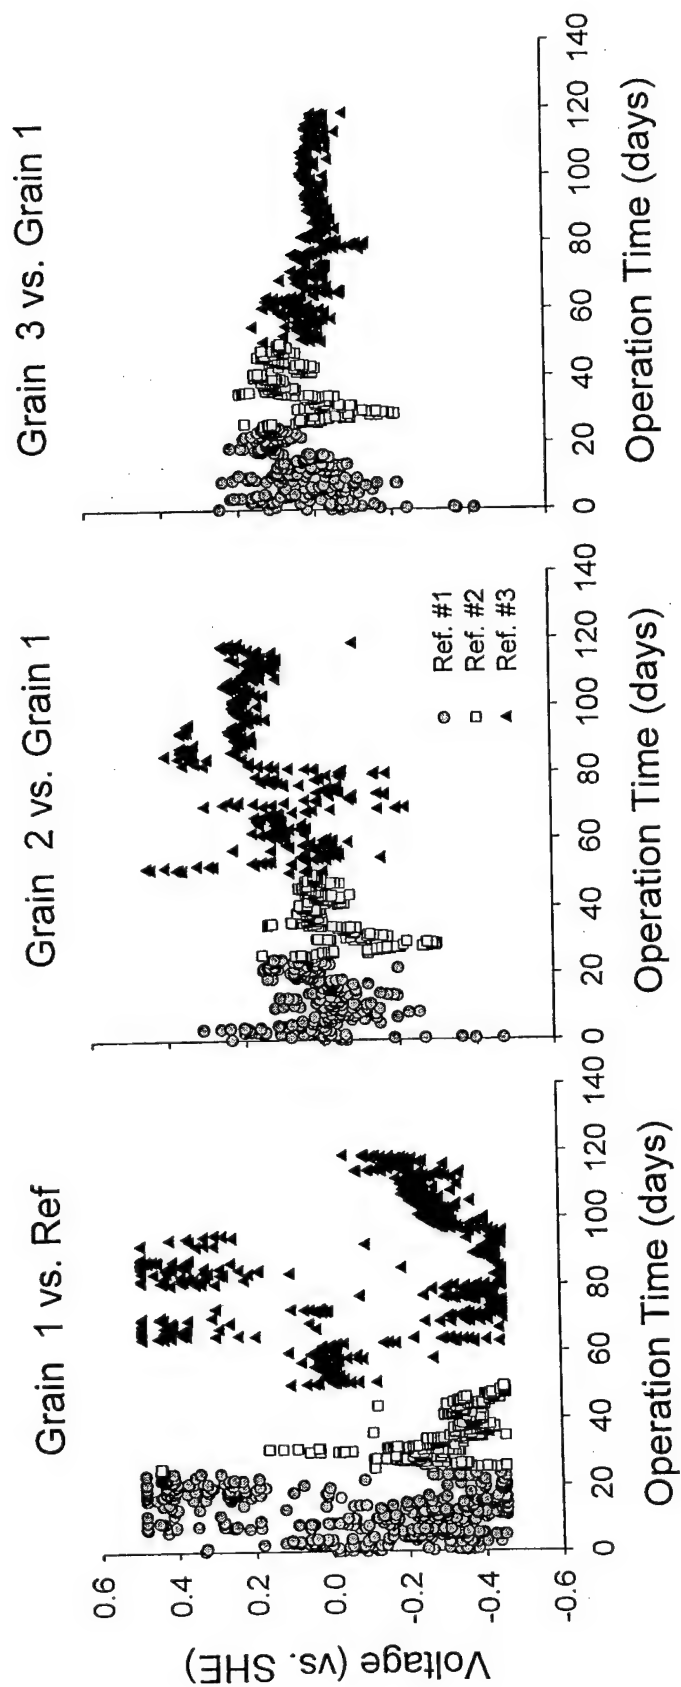 Grain 1 vs. Ref
Grain 2 vs. Grain 1
Grain 3 vs. Grain 1
Voltage (vs. SHE)
0.6
0.4
0.2
0.0
-0.2
-0.4
-0.6
0 20 40 60 80 100 120 140
Operation Time (days)
Ref. #1
Ref. #2
Ref. #3
0 20 40 60 80 100 120 140
Operation Time (days)
0 20 40 60 80 100 120 140
Operation Time (days)